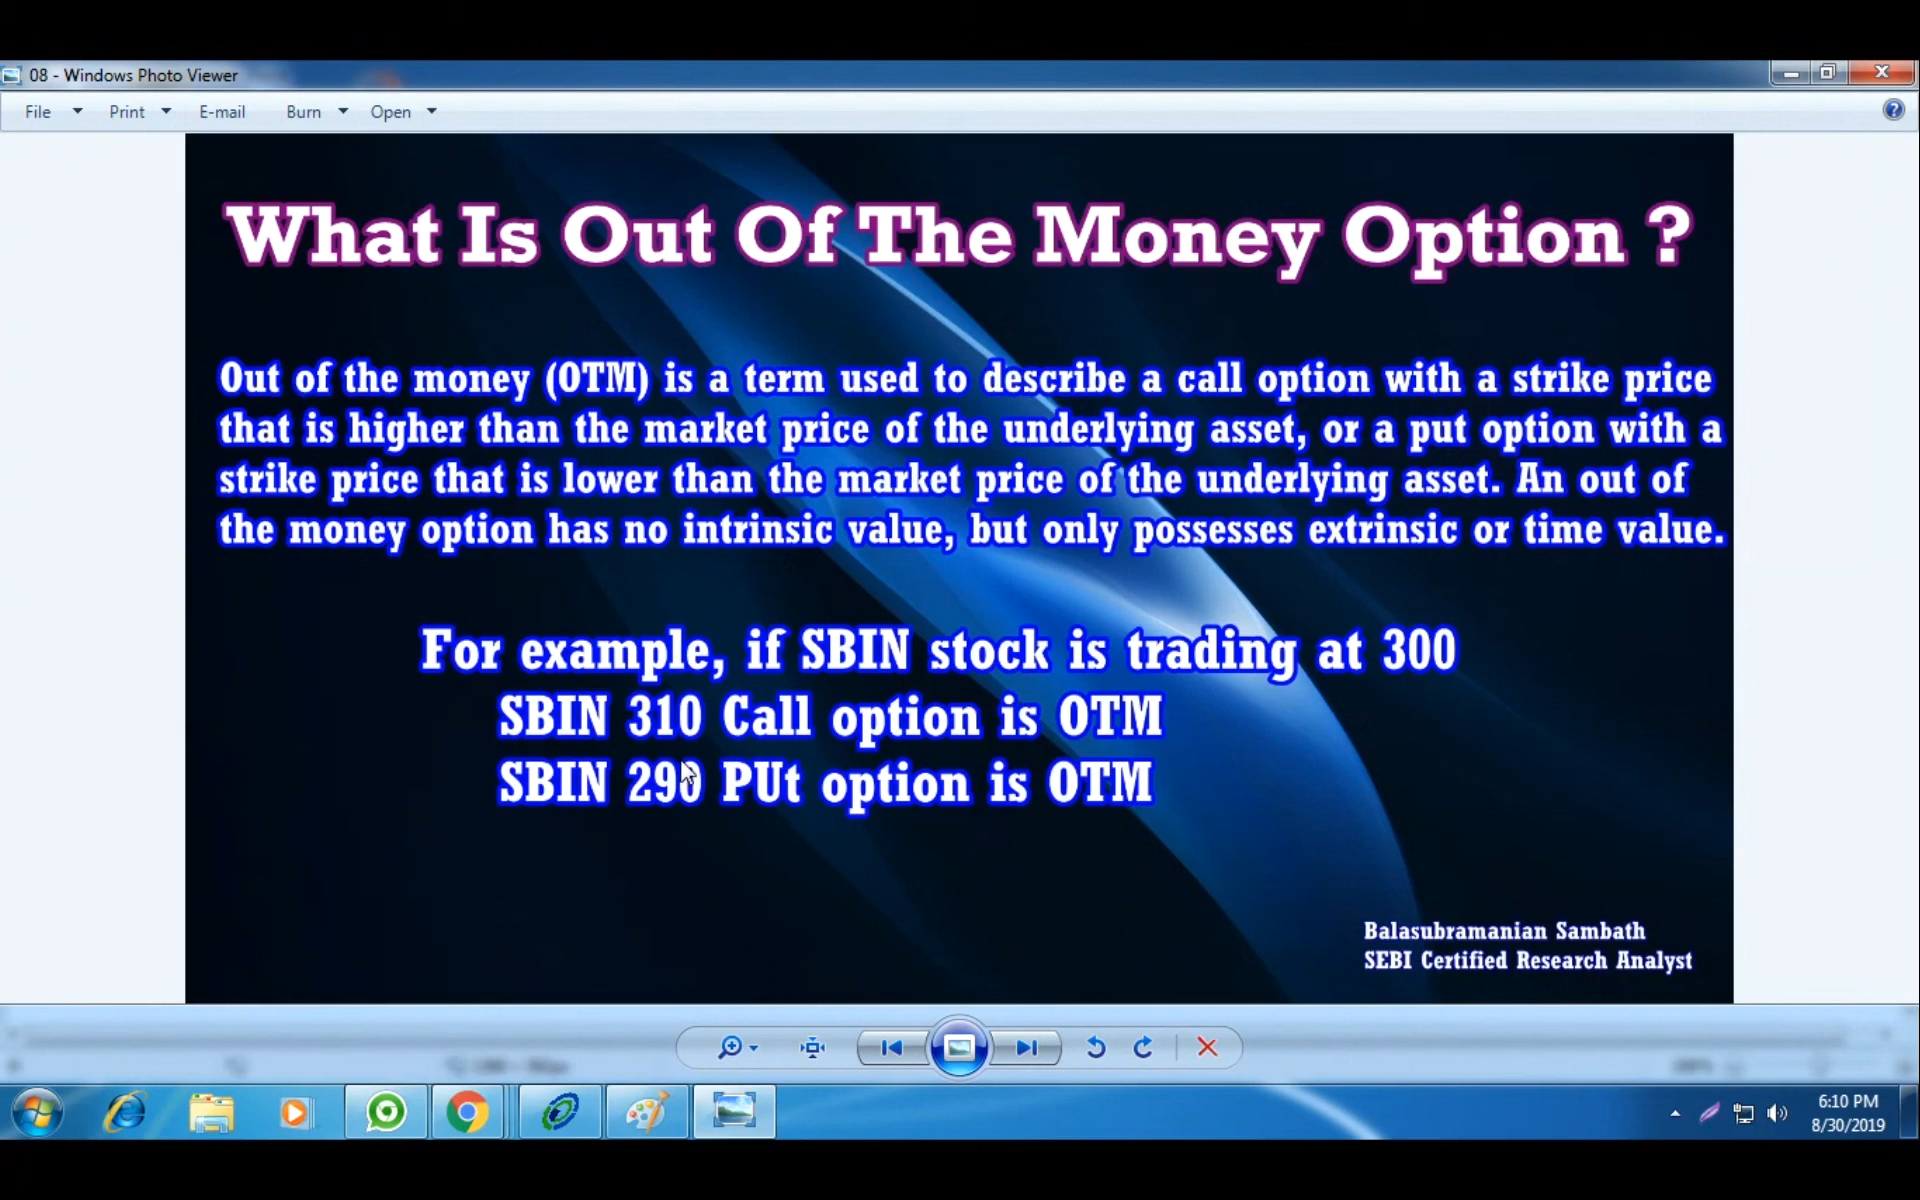 08 - Windows Photo Viewer
File Print E-mail Burn Open
What Is Out Of The Money Option ?
Out of the money (OTM) is a term used to describe a call option with a strike price
that is higher than the market price of the underlying asset, or a put option with a
strike price that is lower than the market price of the underlying asset. An out of
the money option has no intrinsic value, but only possesses extrinsic or time value.
For example, if SBIN stock is trading at 300
SBIN 310 Call option is OTM
SBIN 290 PUt option is OTM
Balasubramanian Sambath
SEBI Certified Research Analyst
6:10 PM
8/30/2019